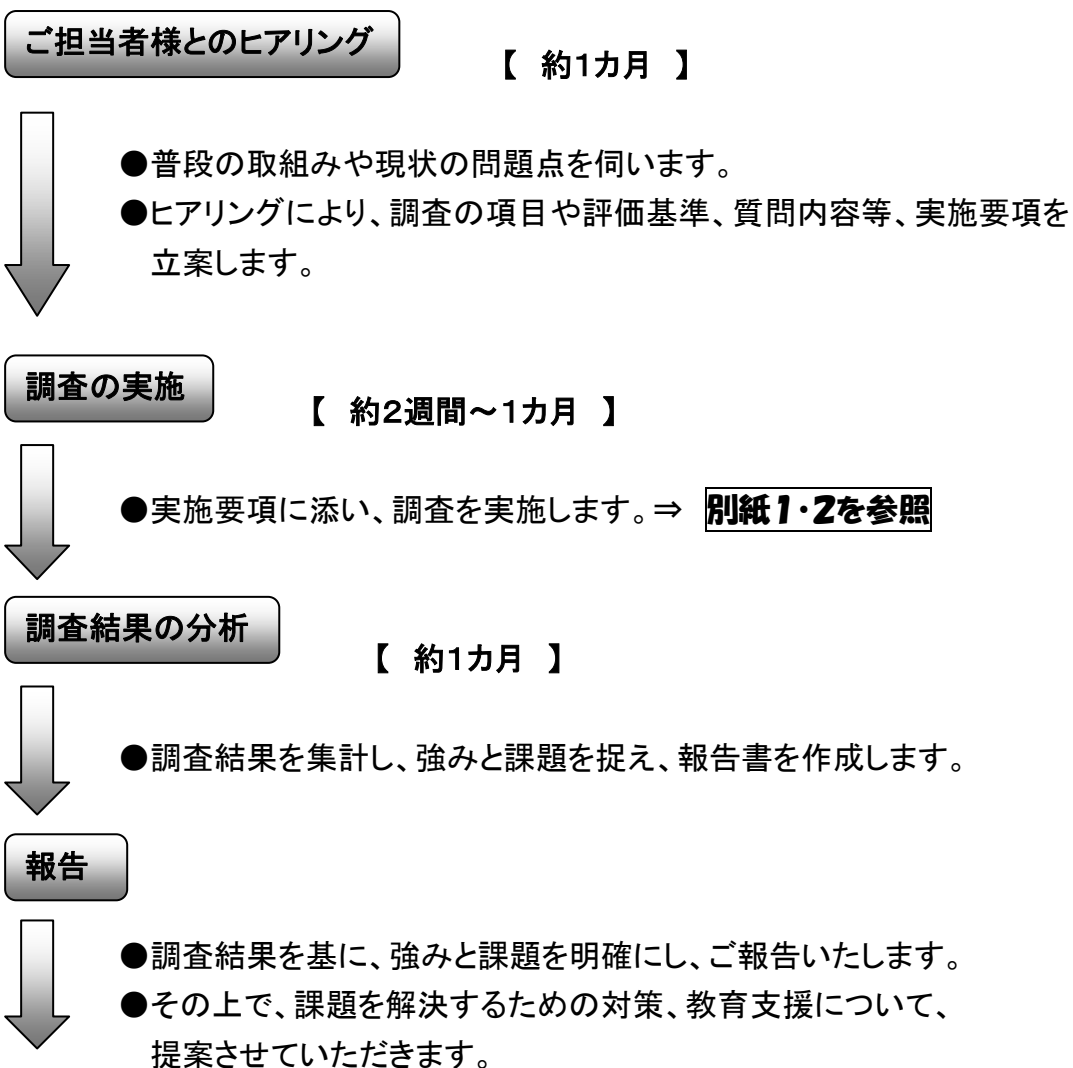 ご担当者様とのヒアリング
【 約1カ月 】
●普段の取組みや現状の問題点を伺います。
●ヒアリングにより、調査の項目や評価基準、質問内容等、実施要項を
立案します。
調査の実施
【 約2週間～1カ月 】
●実施要項に添い、調査を実施します。⇒ 別紙1・2を参照
調査結果の分析
【 約1カ月 】
●調査結果を集計し、強みと課題を捉え、報告書を作成します。
報告
●調査結果を基に、強みと課題を明確にし、ご報告いたします。
●その上で、課題を解決するための対策、教育支援について、
提案させていただきます。